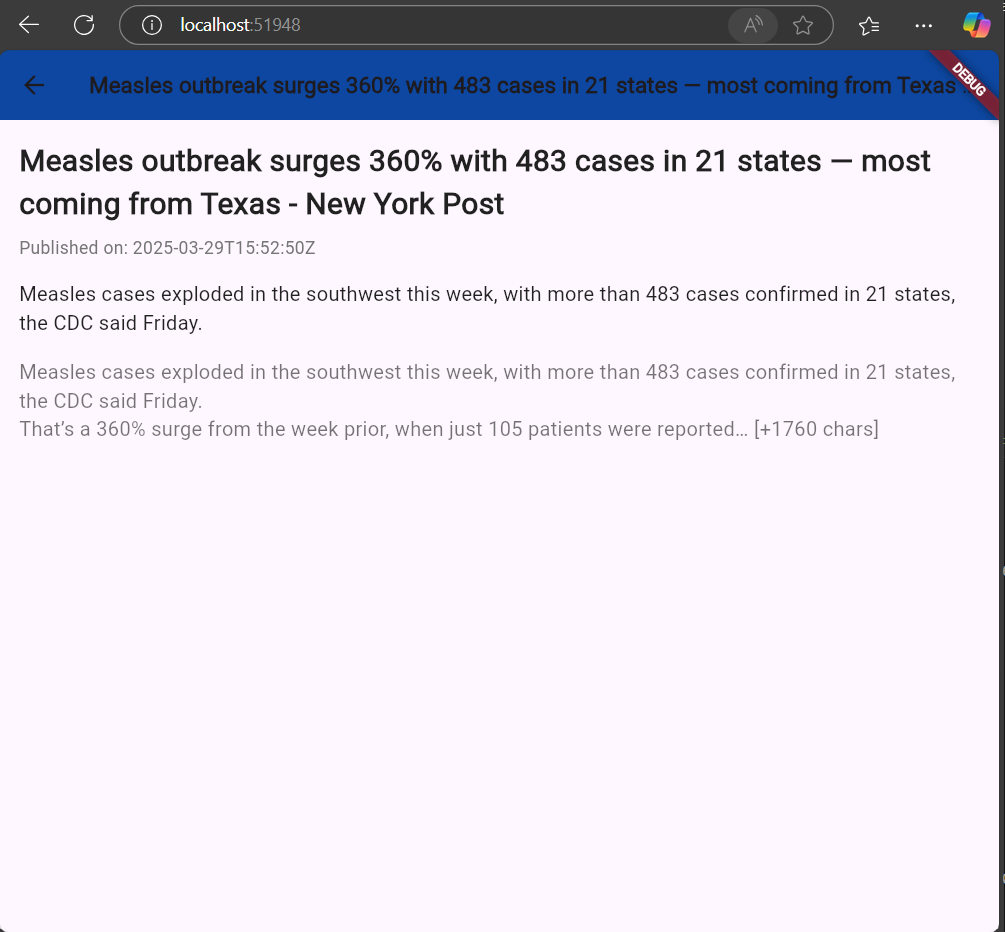 localhost:51948
Measles outbreak surges 360% with 483 cases in 21 states — most coming from Texas
DEBUG
Measles outbreak surges 360% with 483 cases in 21 states — most
coming from Texas - New York Post
Published on: 2025-03-29T15:52:50Z
Measles cases exploded in the southwest this week, with more than 483 cases confirmed in 21 states,
the CDC said Friday.
Measles cases exploded in the southwest this week, with more than 483 cases confirmed in 21 states,
the CDC said Friday.
That’s a 360% surge from the week prior, when just 105 patients were reported… [+1760 chars]